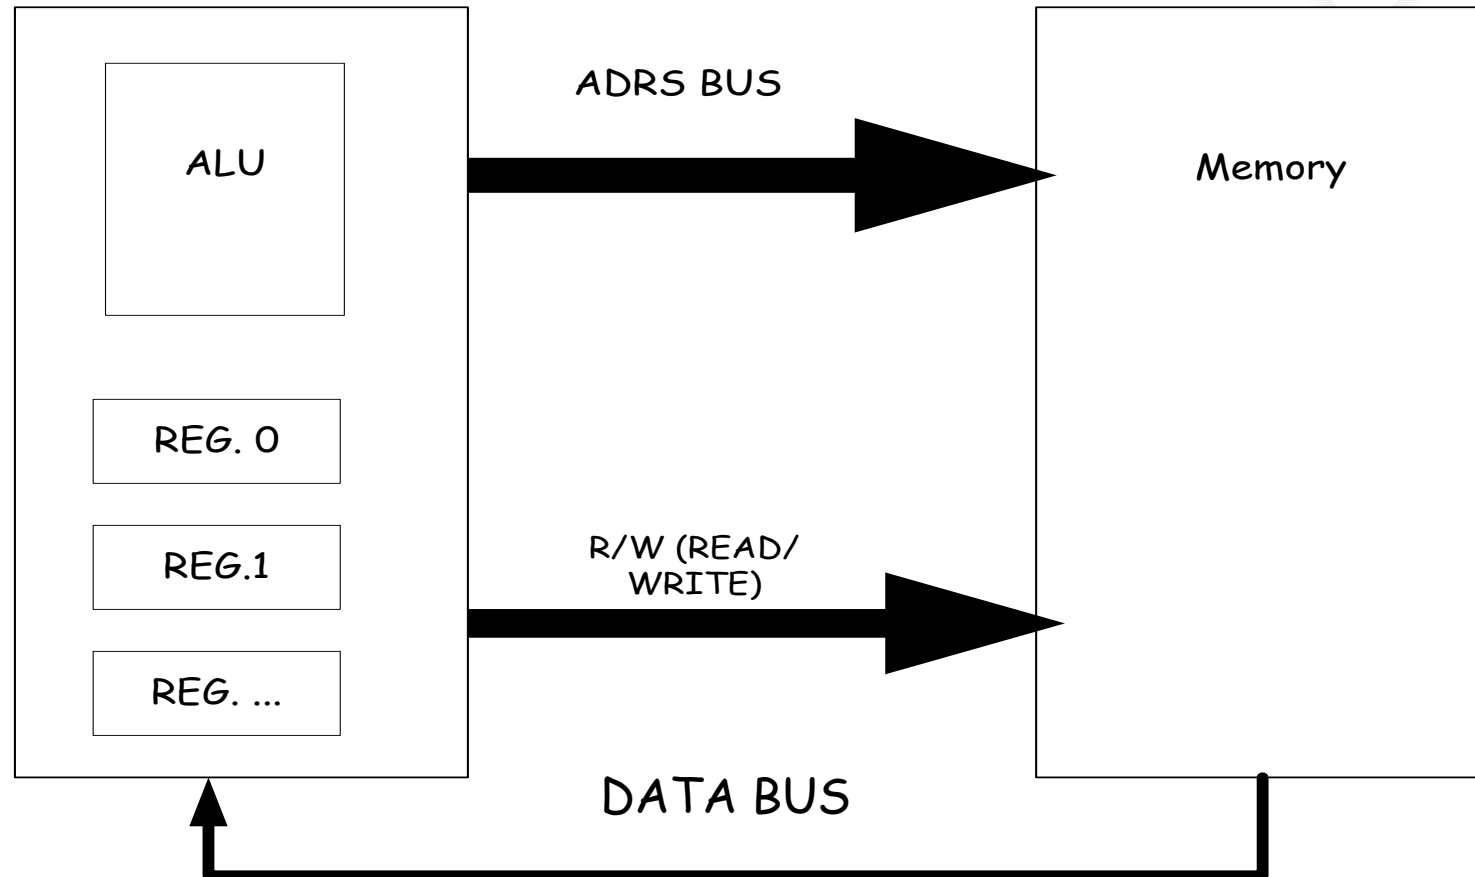 ADRS BUS
ALU
Memory
REG. 0
REG.1
R/W (READ/
WRITE)
REG. ...
DATA BUS